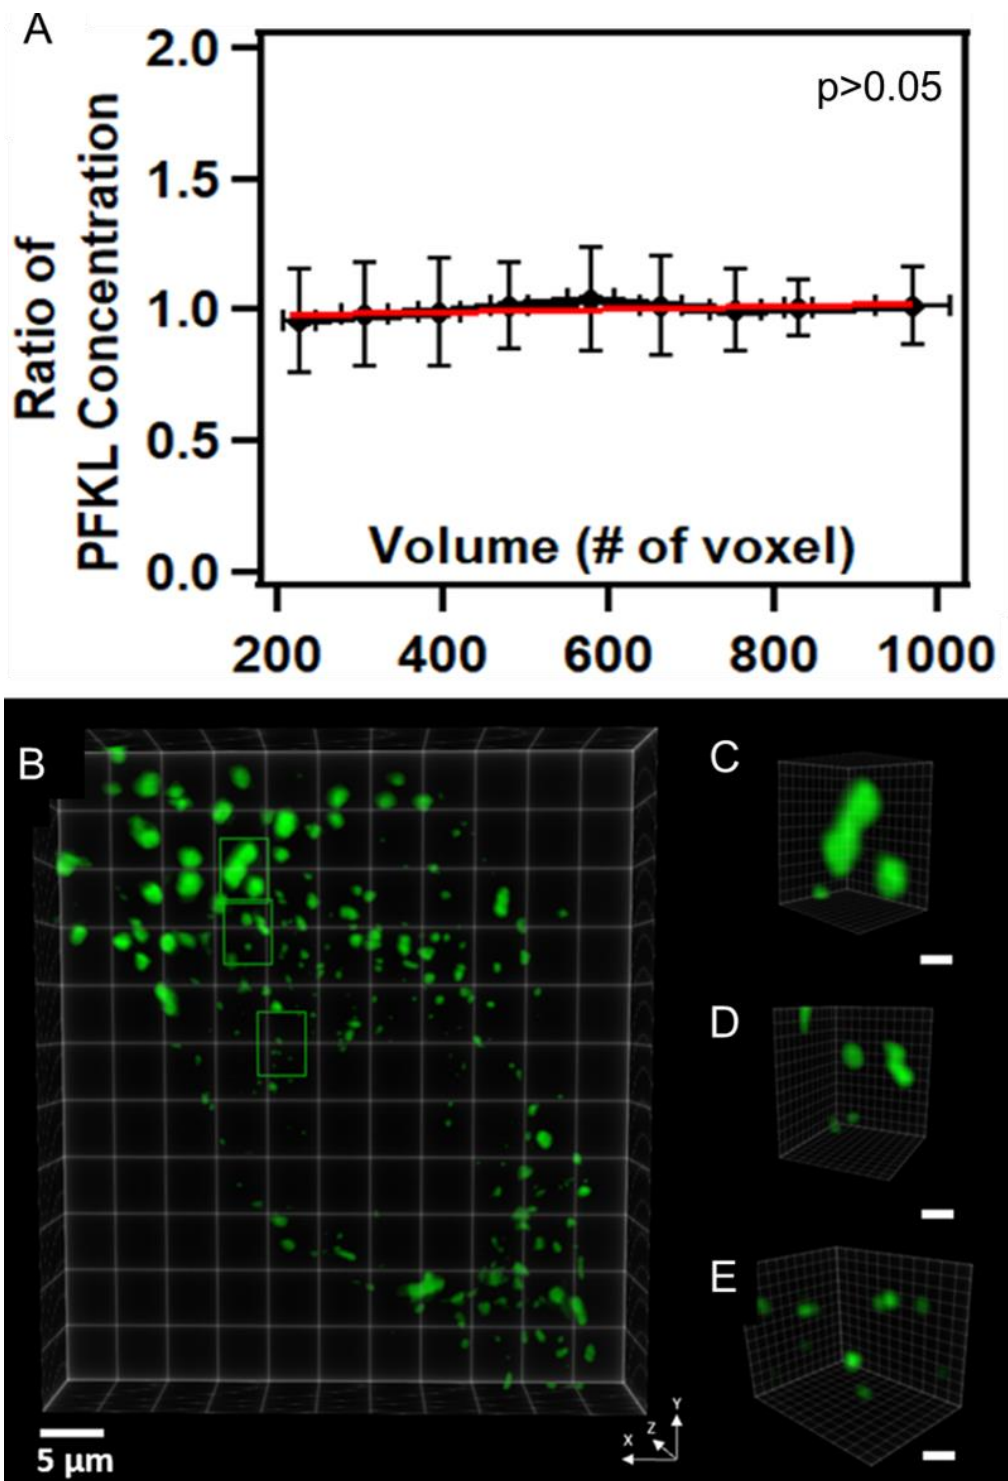 A
2.0
p>0.05
1.5
1.0
0.5
0.0
Ratio of
PFKL Concentration
Volume (# of voxel)
200 400 600 800 1000
B
C
D
E
5 µm
X Z Y